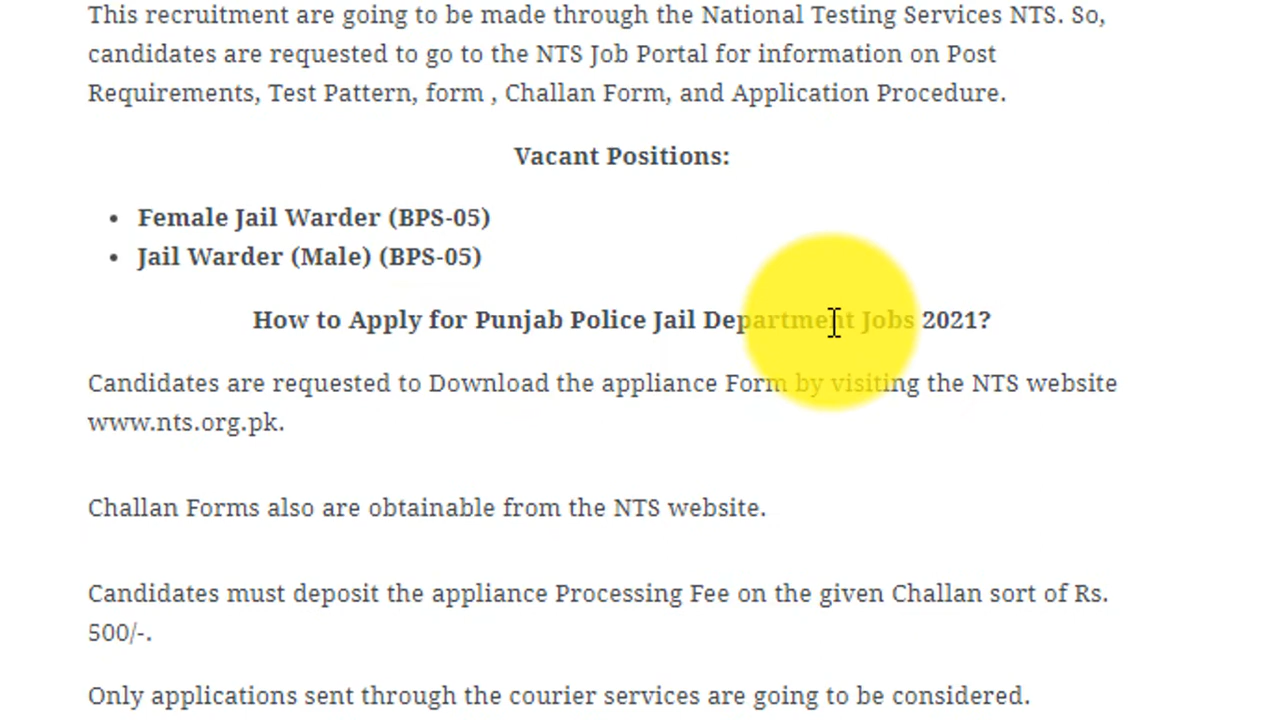 This recruitment are going to be made through the National Testing Services NTS. So,
candidates are requested to go to the NTS Job Portal for information on Post
Requirements, Test Pattern, form , Challan Form, and Application Procedure.
Vacant Positions:
• Female Jail Warder (BPS-05)
• Jail Warder (Male) (BPS-05)
How to Apply for Punjab Police Jail Department Jobs 2021?
Candidates are requested to Download the appliance Form by visiting the NTS website
www.nts.org.pk.
Challan Forms also are obtainable from the NTS website.
Candidates must deposit the appliance Processing Fee on the given Challan sort of Rs.
500/-.
Only applications sent through the courier services are going to be considered.